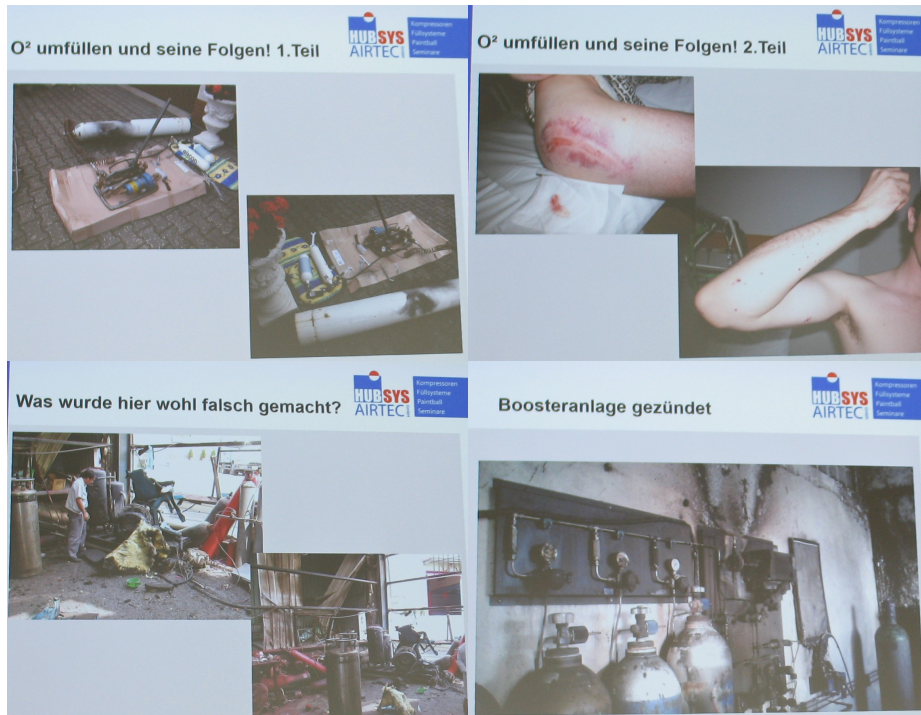 O² umfüllen und seine Folgen! 1.Teil
HUBSYS
AIRTEC
Kompressoren
Füllsysteme
Paintball
Seminare
O² umfüllen und seine Folgen! 2.Teil
HUBSYS
AIRTEC
Kompressoren
Füllsysteme
Paintball
Seminare
Was wurde hier wohl falsch gemacht?
HUBSYS
AIRTEC
Kompressoren
Füllsysteme
Paintball
Seminare
Boosteranlage gezündet
HUBSYS
AIRTEC
Kompressoren
Füllsysteme
Paintball
Seminare